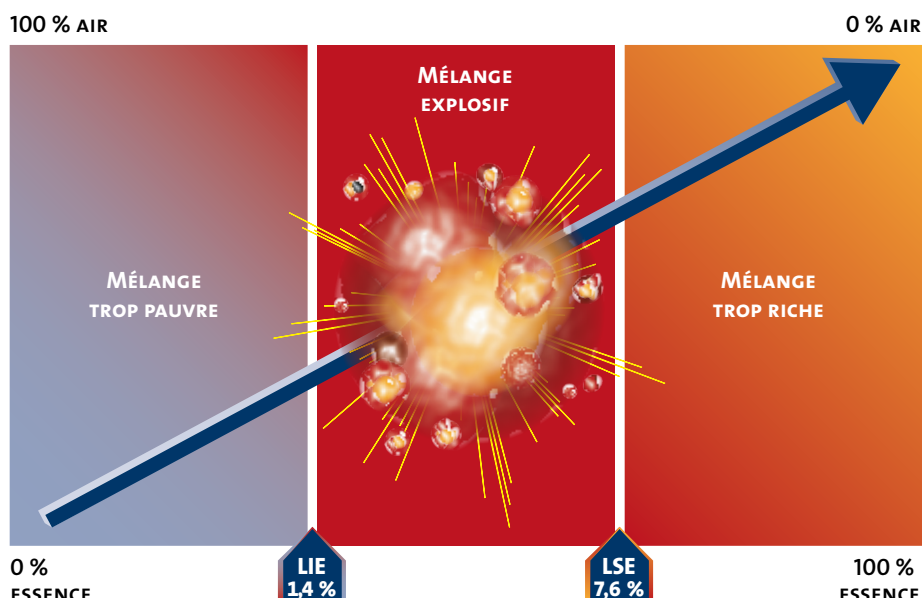 100 % AIR
0 % AIR
MÉLANGE
EXPLOSIF
MÉLANGE
TROP PAUVRE
MÉLANGE
TROP RICHE
0 %
ESSENCE
LIE
1,4 %
LSE
7,6 %
100 %
ESSENCE